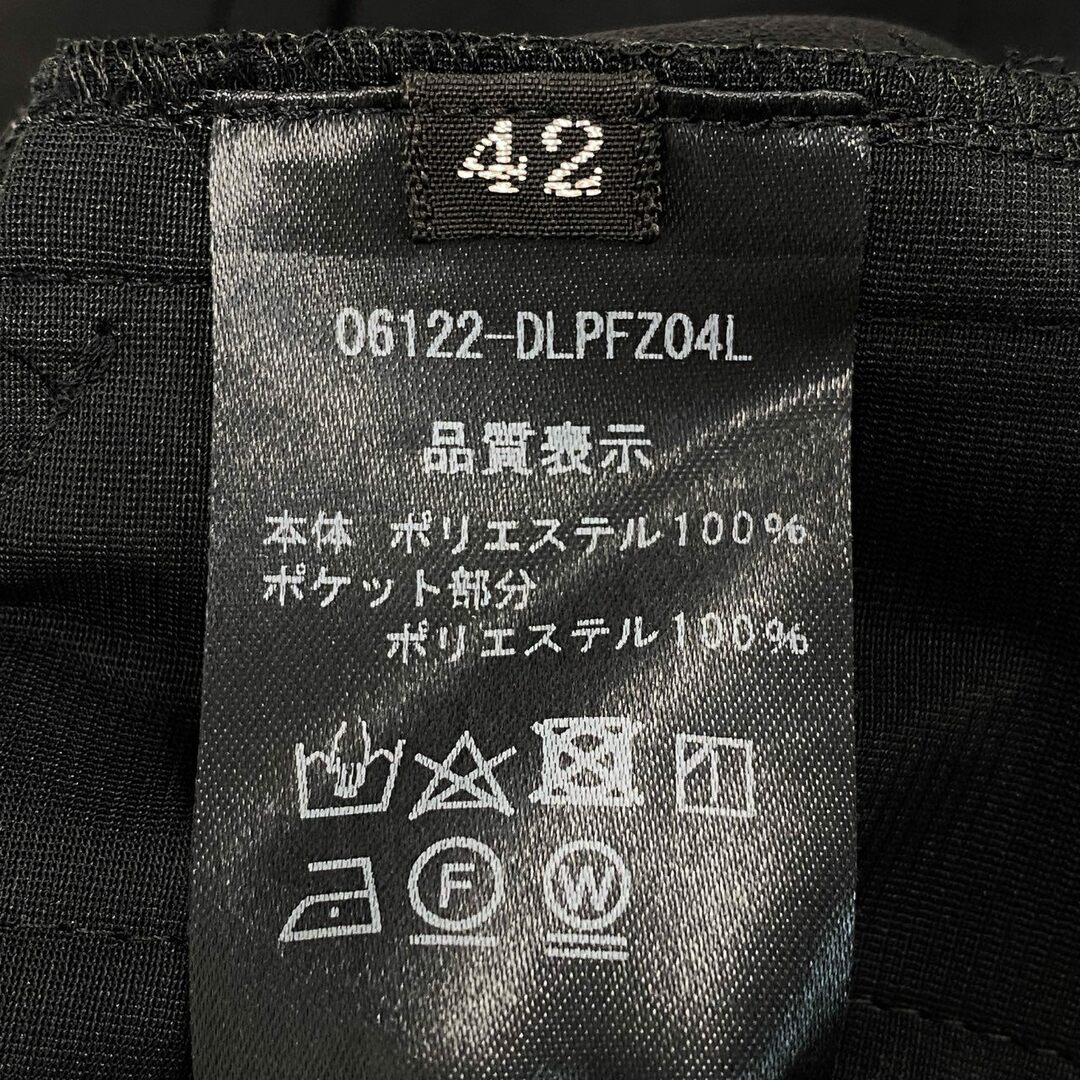 42
06122-DLPFZ04L
品質表示
本体 ポリエステル100%
ポケット部分
ポリエステル100%
F W